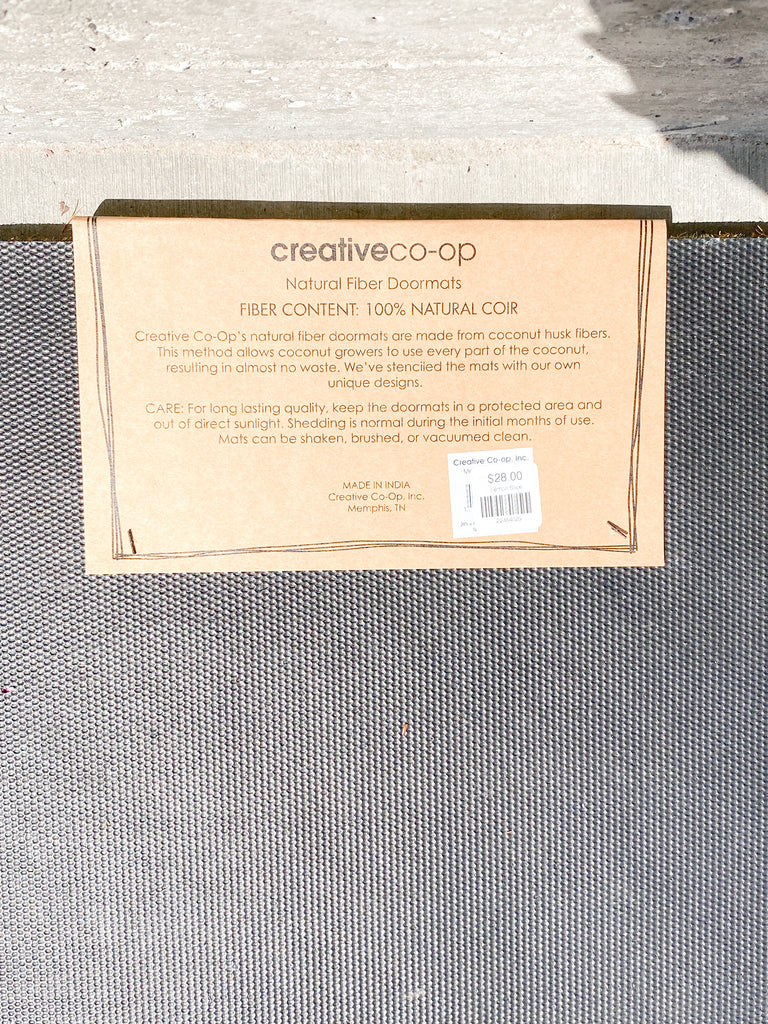 creativeco-op
Natural Fiber Doormats
FIBER CONTENT: 100% NATURAL COIR
Creative Co-Op's natural fiber doormats are made from coconut husk fibers.
This method allows coconut growers to use every part of the coconut,
resulting in almost no waste. We've stenciled the mats with our own
unique designs.
CARE: For long lasting quality, keep the doormats in a protected area and
out of direct sunlight. Shedding is normal during the initial months of use.
Mats can be shaken, brushed, or vacuumed clean.
MADE IN INDIA
Creative Co-Op, Inc.
Memphis, TN
Creative Co-op, Inc.
$28.00